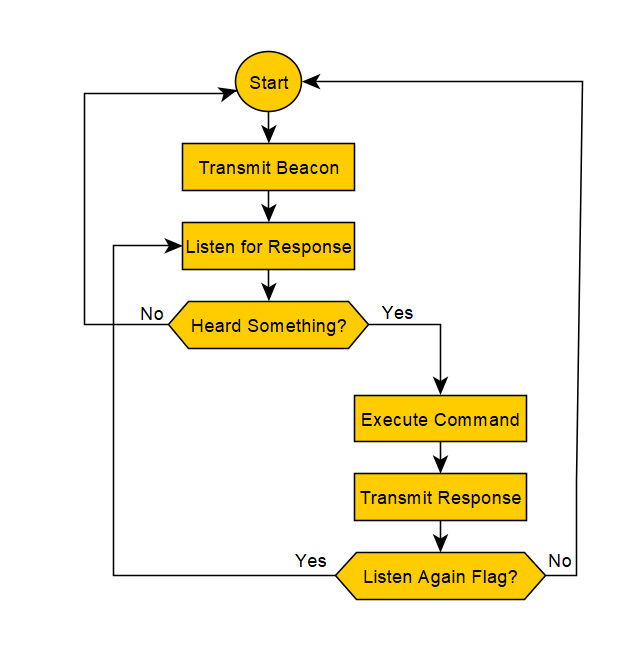 Start
Transmit Beacon
Listen for Response
Heard Something?
No
Yes
Execute Command
Transmit Response
Listen Again Flag?
Yes
No